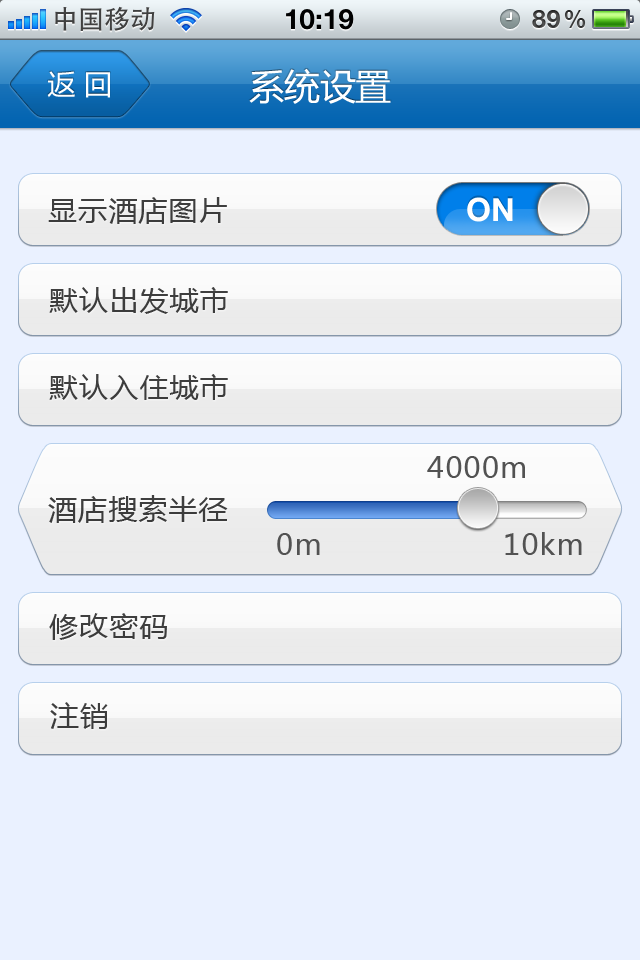 中国移动 10:19 89%
返回 系统设置
显示酒店图片 ON
默认出发城市
默认入住城市
4000m
酒店搜索半径
0m 10km
修改密码
注销